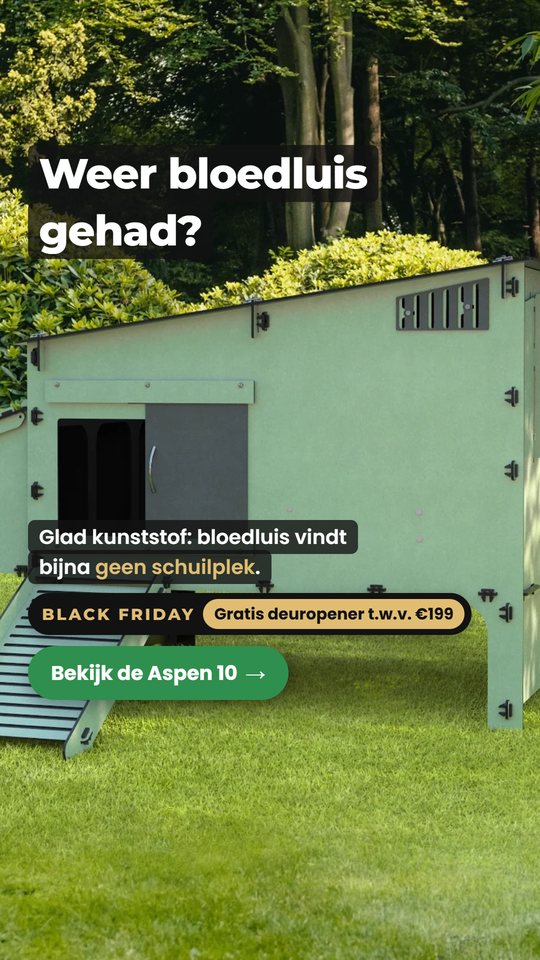 Weer bloedluis
gehad?
Glad kunststof: bloedluis vindt
bijna geen schuilplek.
BLACK FRIDAY Gratis deuropener t.w.v. €199
Bekijk de Aspen 10 →